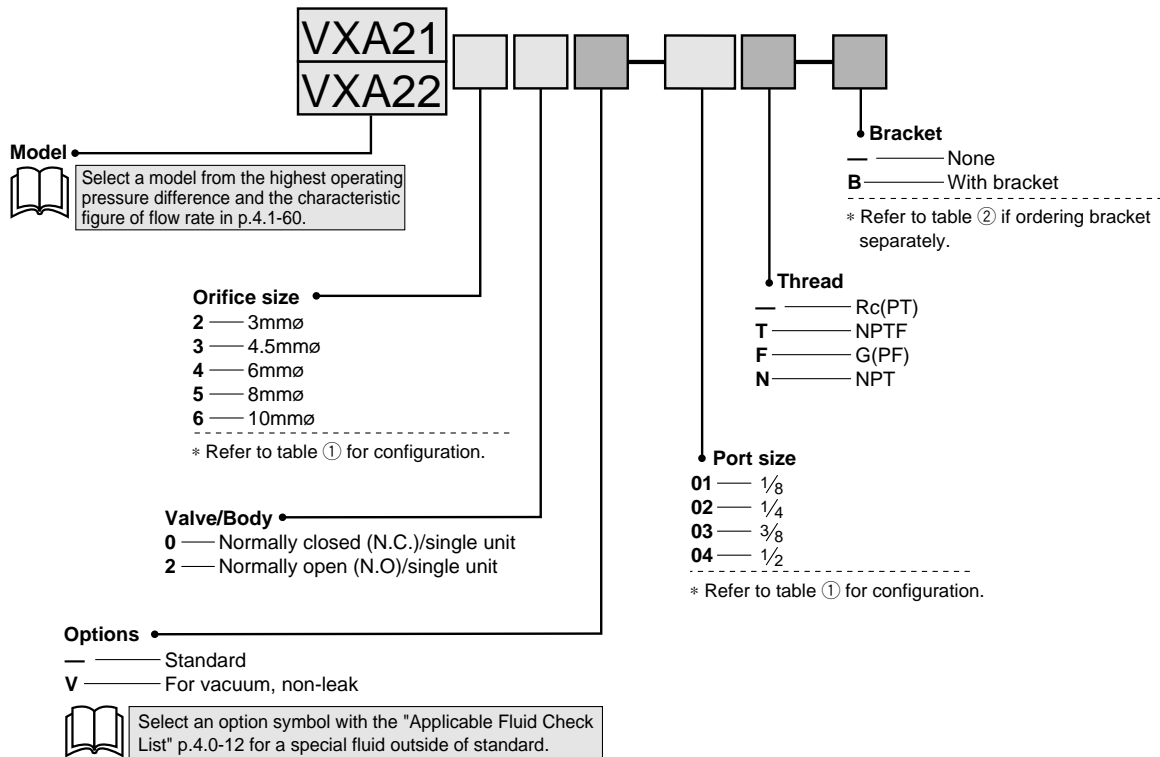 VXA21
VXA22
Model
Select a model from the highest operating
pressure difference and the characteristic
figure of flow rate in p.4.1-60.
Bracket
— None
B With bracket
* Refer to table ② if ordering bracket
separately.
Orifice size
2 3mmø
3 4.5mmø
4 6mmø
5 8mmø
6 10mmø
* Refer to table ① for configuration.
Thread
— Rc(PT)
T NPTF
F G(PF)
N NPT
Valve/Body
0 Normally closed (N.C.)/single unit
2 Normally open (N.O)/single unit
Port size
01 1/8
02 1/4
03 3/8
04 1/2
* Refer to table ① for configuration.
Options
— Standard
V For vacuum, non-leak
Select an option symbol with the "Applicable Fluid Check
List" p.4.0-12 for a special fluid outside of standard.